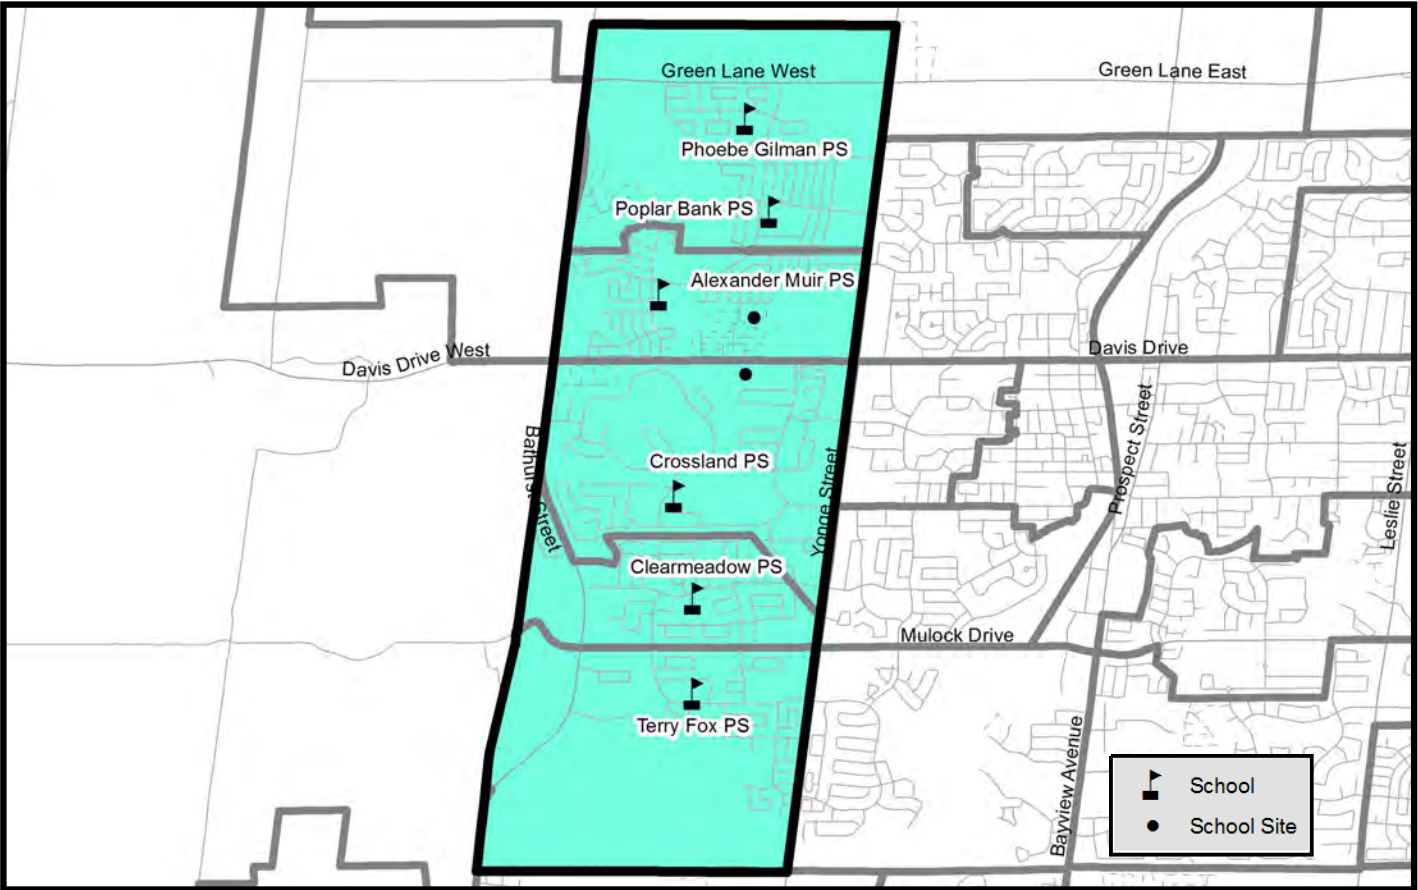 Green Lane West
Green Lane East
Phoebe Gilman PS
Poplar Bank PS
Alexander Muir PS
Davis Drive West
Davis Drive
Bathurst Street
Crossland PS
Yonge Street
Prospect Street
Leslie Street
Clearmeadow PS
Mulock Drive
Terry Fox PS
Bayview Avenue
School
School Site